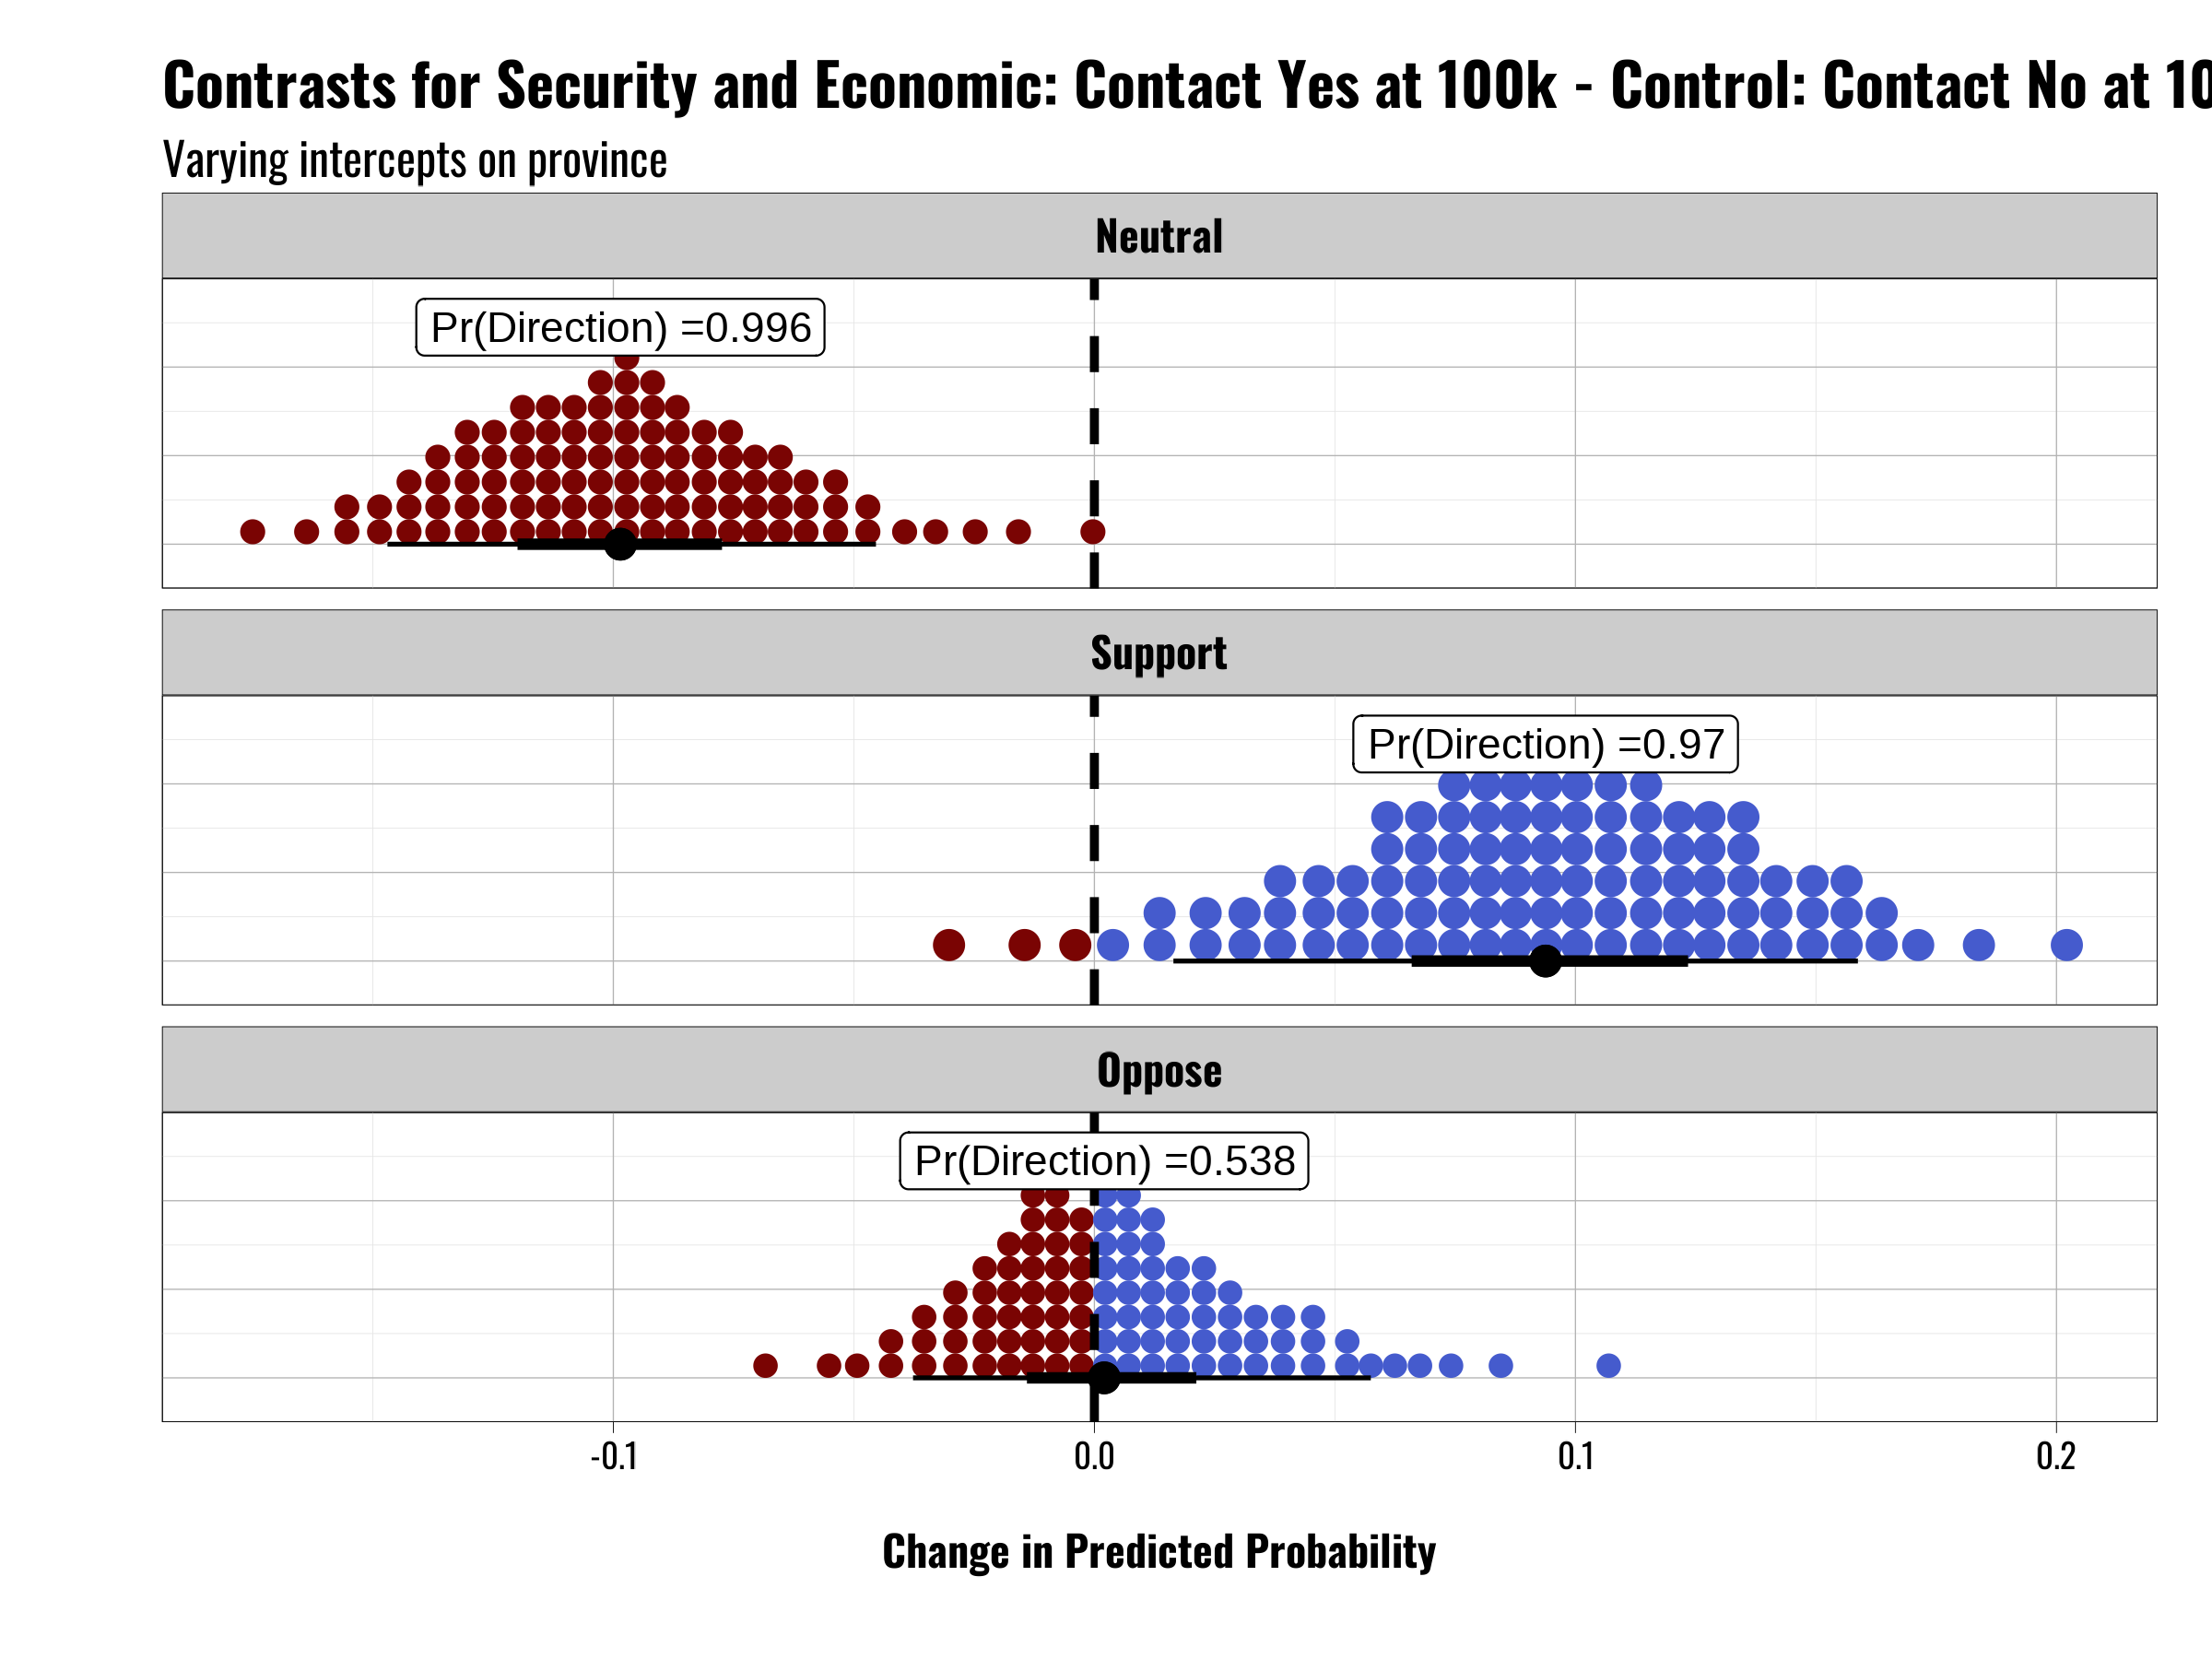 Contrasts for Security and Economic: Contact Yes at 100k - Control: Contact No at 10
Varying intercepts on province
Neutral
Pr(Direction) =0.996
Support
Pr(Direction) =0.97
Oppose
Pr(Direction) =0.538
-0.1 0.0 0.1 0.2
Change in Predicted Probability